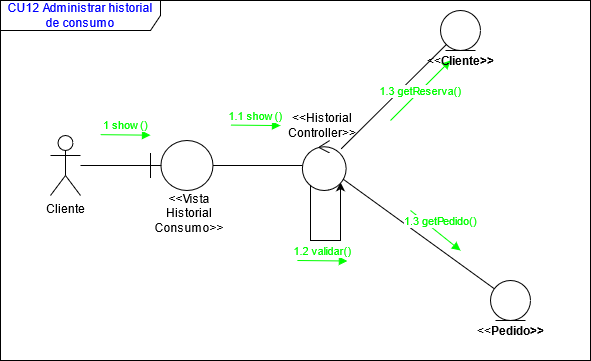 CU12 Administrar historial
de consumo
<<Cliente>>
1.3 getReserva()
1 show ()
1.1 show ()
<<Historial
Controller>>
Cliente
<<Vista
Historial
Consumo>>
1.3 getPedido()
1.2 validar()
<<Pedido>>